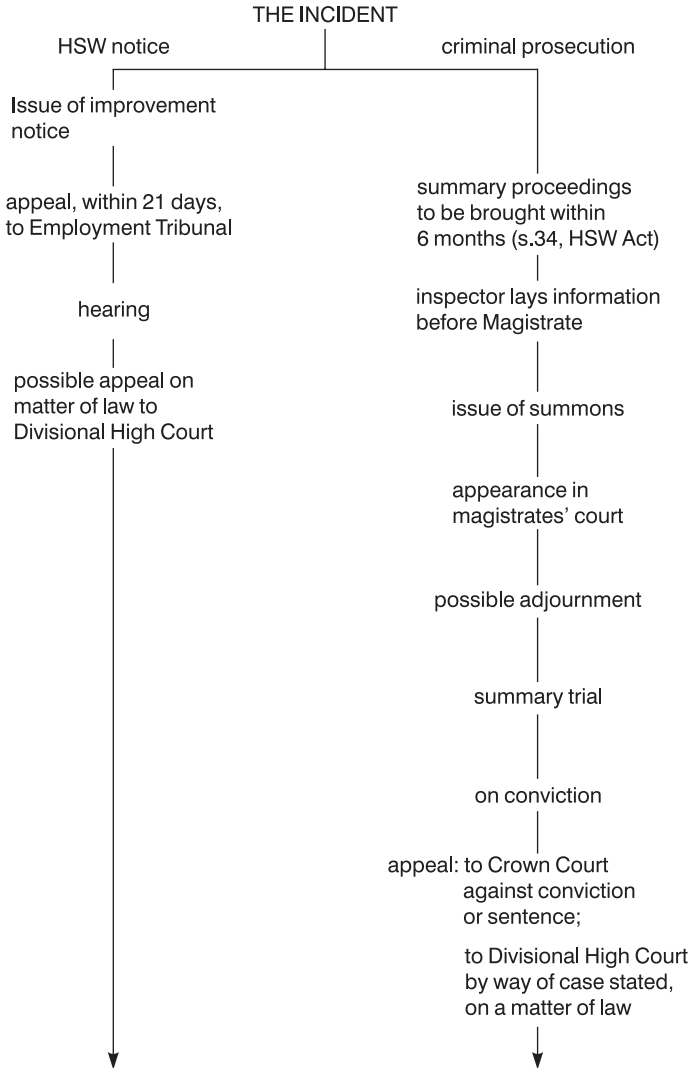 THE INCIDENT
HSW notice
criminal prosecution
Issue of improvement
notice
appeal, within 21 days,
to Employment Tribunal
hearing
possible appeal on
matter of law to
Divisional High Court
summary proceedings
to be brought within
6 months (s.34, HSW Act)
inspector lays information
before Magistrate
issue of summons
appearance in
magistrates' court
possible adjournment
summary trial
on conviction
appeal: to Crown Court
against conviction
or sentence;
to Divisional High Court
by way of case stated,
on a matter of law